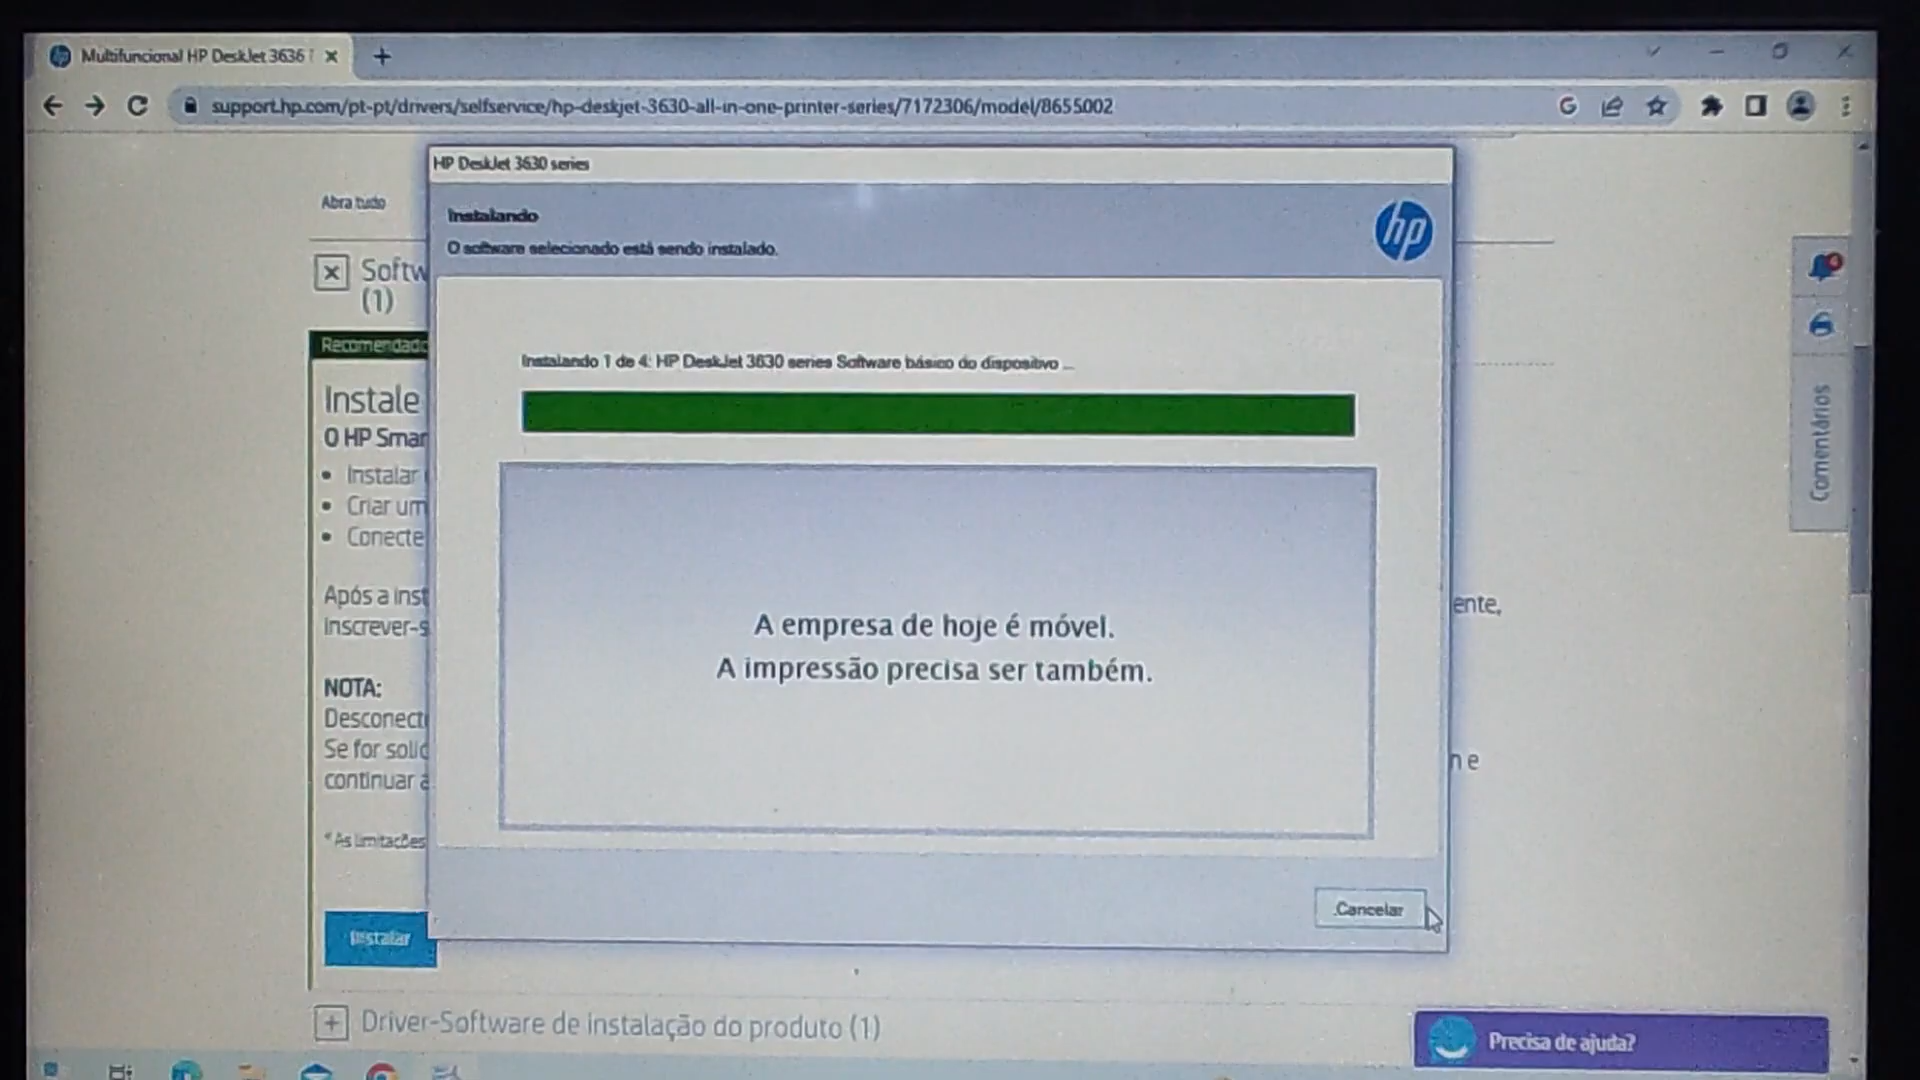 Multifuncional HP DeskJet 3636
support.hp.com/pt-pt/drivers/selfservice/hp-deskjet-3630-all-in-one-printer-series/7172306/model/8655002
HP DeskJet 3630 series
Abra tudo
Instalando
O software selecionado está sendo instalado.
hp
Softw
(1)
Recomendado
Instalando 1 de 4: HP DeskJet 3630 series Software básico do dispositivo ...
Instale
O HP Smar
• Instalar
• Criar um
• Conecte
Comentários
4
Após a inst
ente,
inscrever-s
A empresa de hoje é móvel.
A impressão precisa ser também.
NOTA:
Desconect
Se for solic
n e
continuar a
* As limitações
Cancelar
Instalar
+ Driver-Software de instalação do produto (1)
Precisa de ajuda?